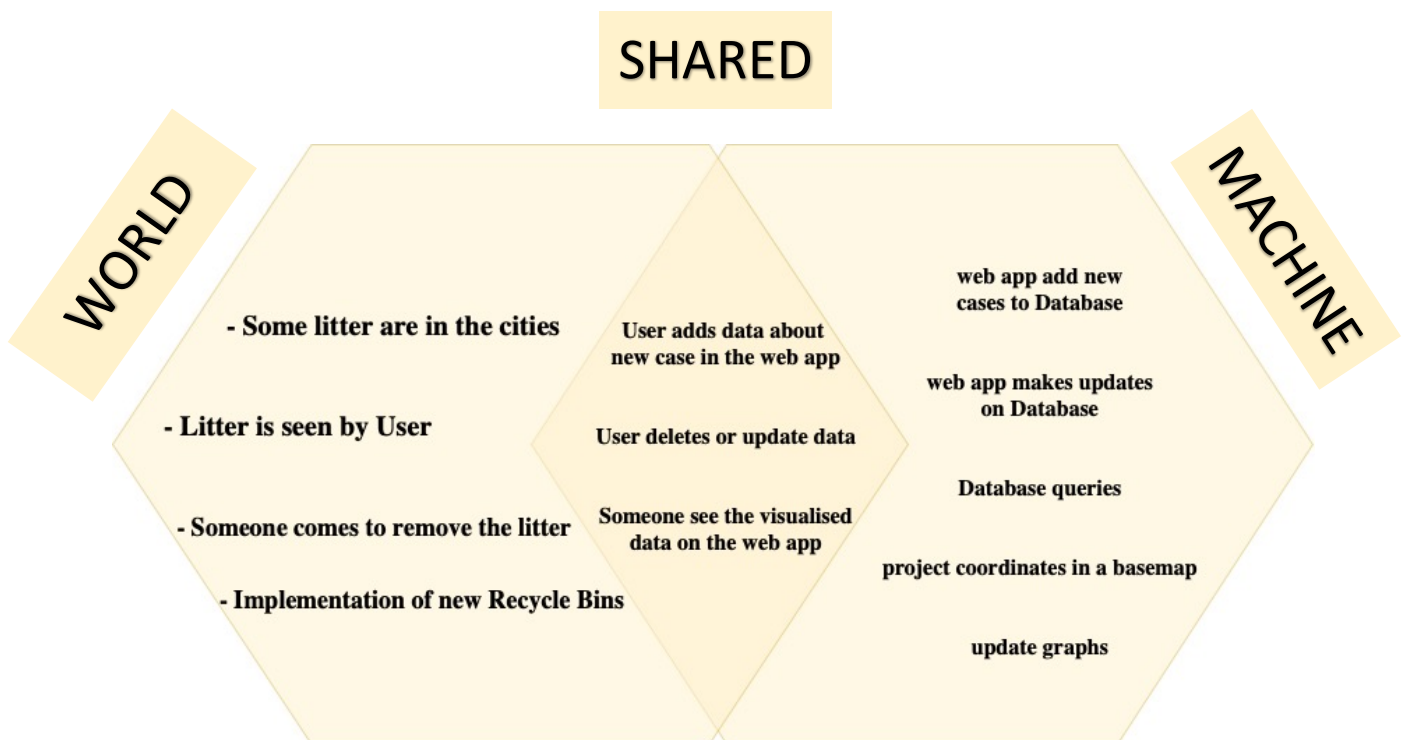 SHARED
WORLD
MACHINE
- Some litter are in the cities
- Litter is seen by User
- Someone comes to remove the litter
- Implementation of new Recycle Bins
User adds data about
new case in the web app
User deletes or update data
Someone see the visualised
data on the web app
web app add new
cases to Database
web app makes updates
on Database
Database queries
project coordinates in a basemap
update graphs